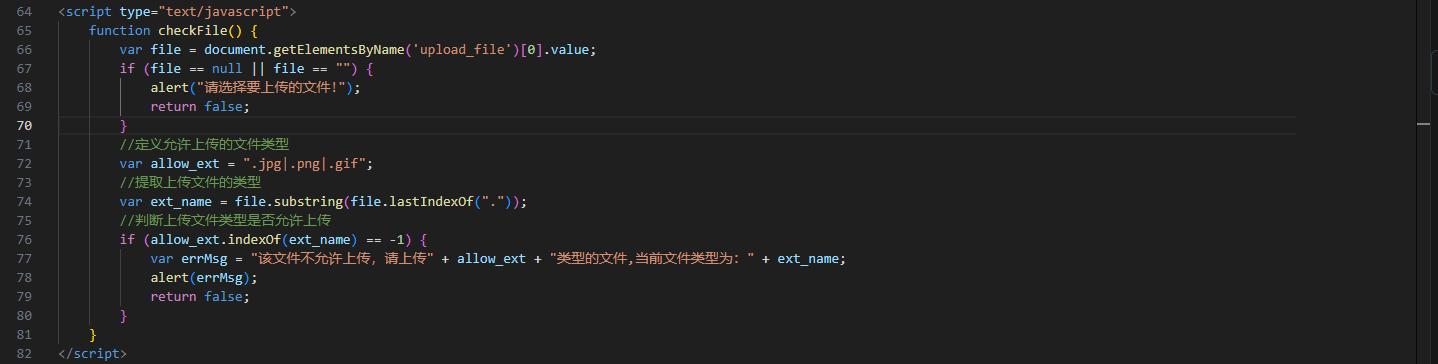 64 <script type="text/javascript">
65     function checkFile() {
66         var file = document.getElementsByName('upload_file')[0].value;
67         if (file == null || file == "") {
68             alert("请选择要上传的文件!");
69             return false;
70         }
71         //定义允许上传的文件类型
72         var allow_ext = ".jpg|.png|.gif";
73         //提取上传文件的类型
74         var ext_name = file.substring(file.lastIndexOf("."));
75         //判断上传文件类型是否允许上传
76         if (allow_ext.indexOf(ext_name) == -1) {
77             var errMsg = "该文件不允许上传，请上传" + allow_ext + "类型的文件,当前文件类型为：" + ext_name;
78             alert(errMsg);
79             return false;
80         }
81     }
82 </script>